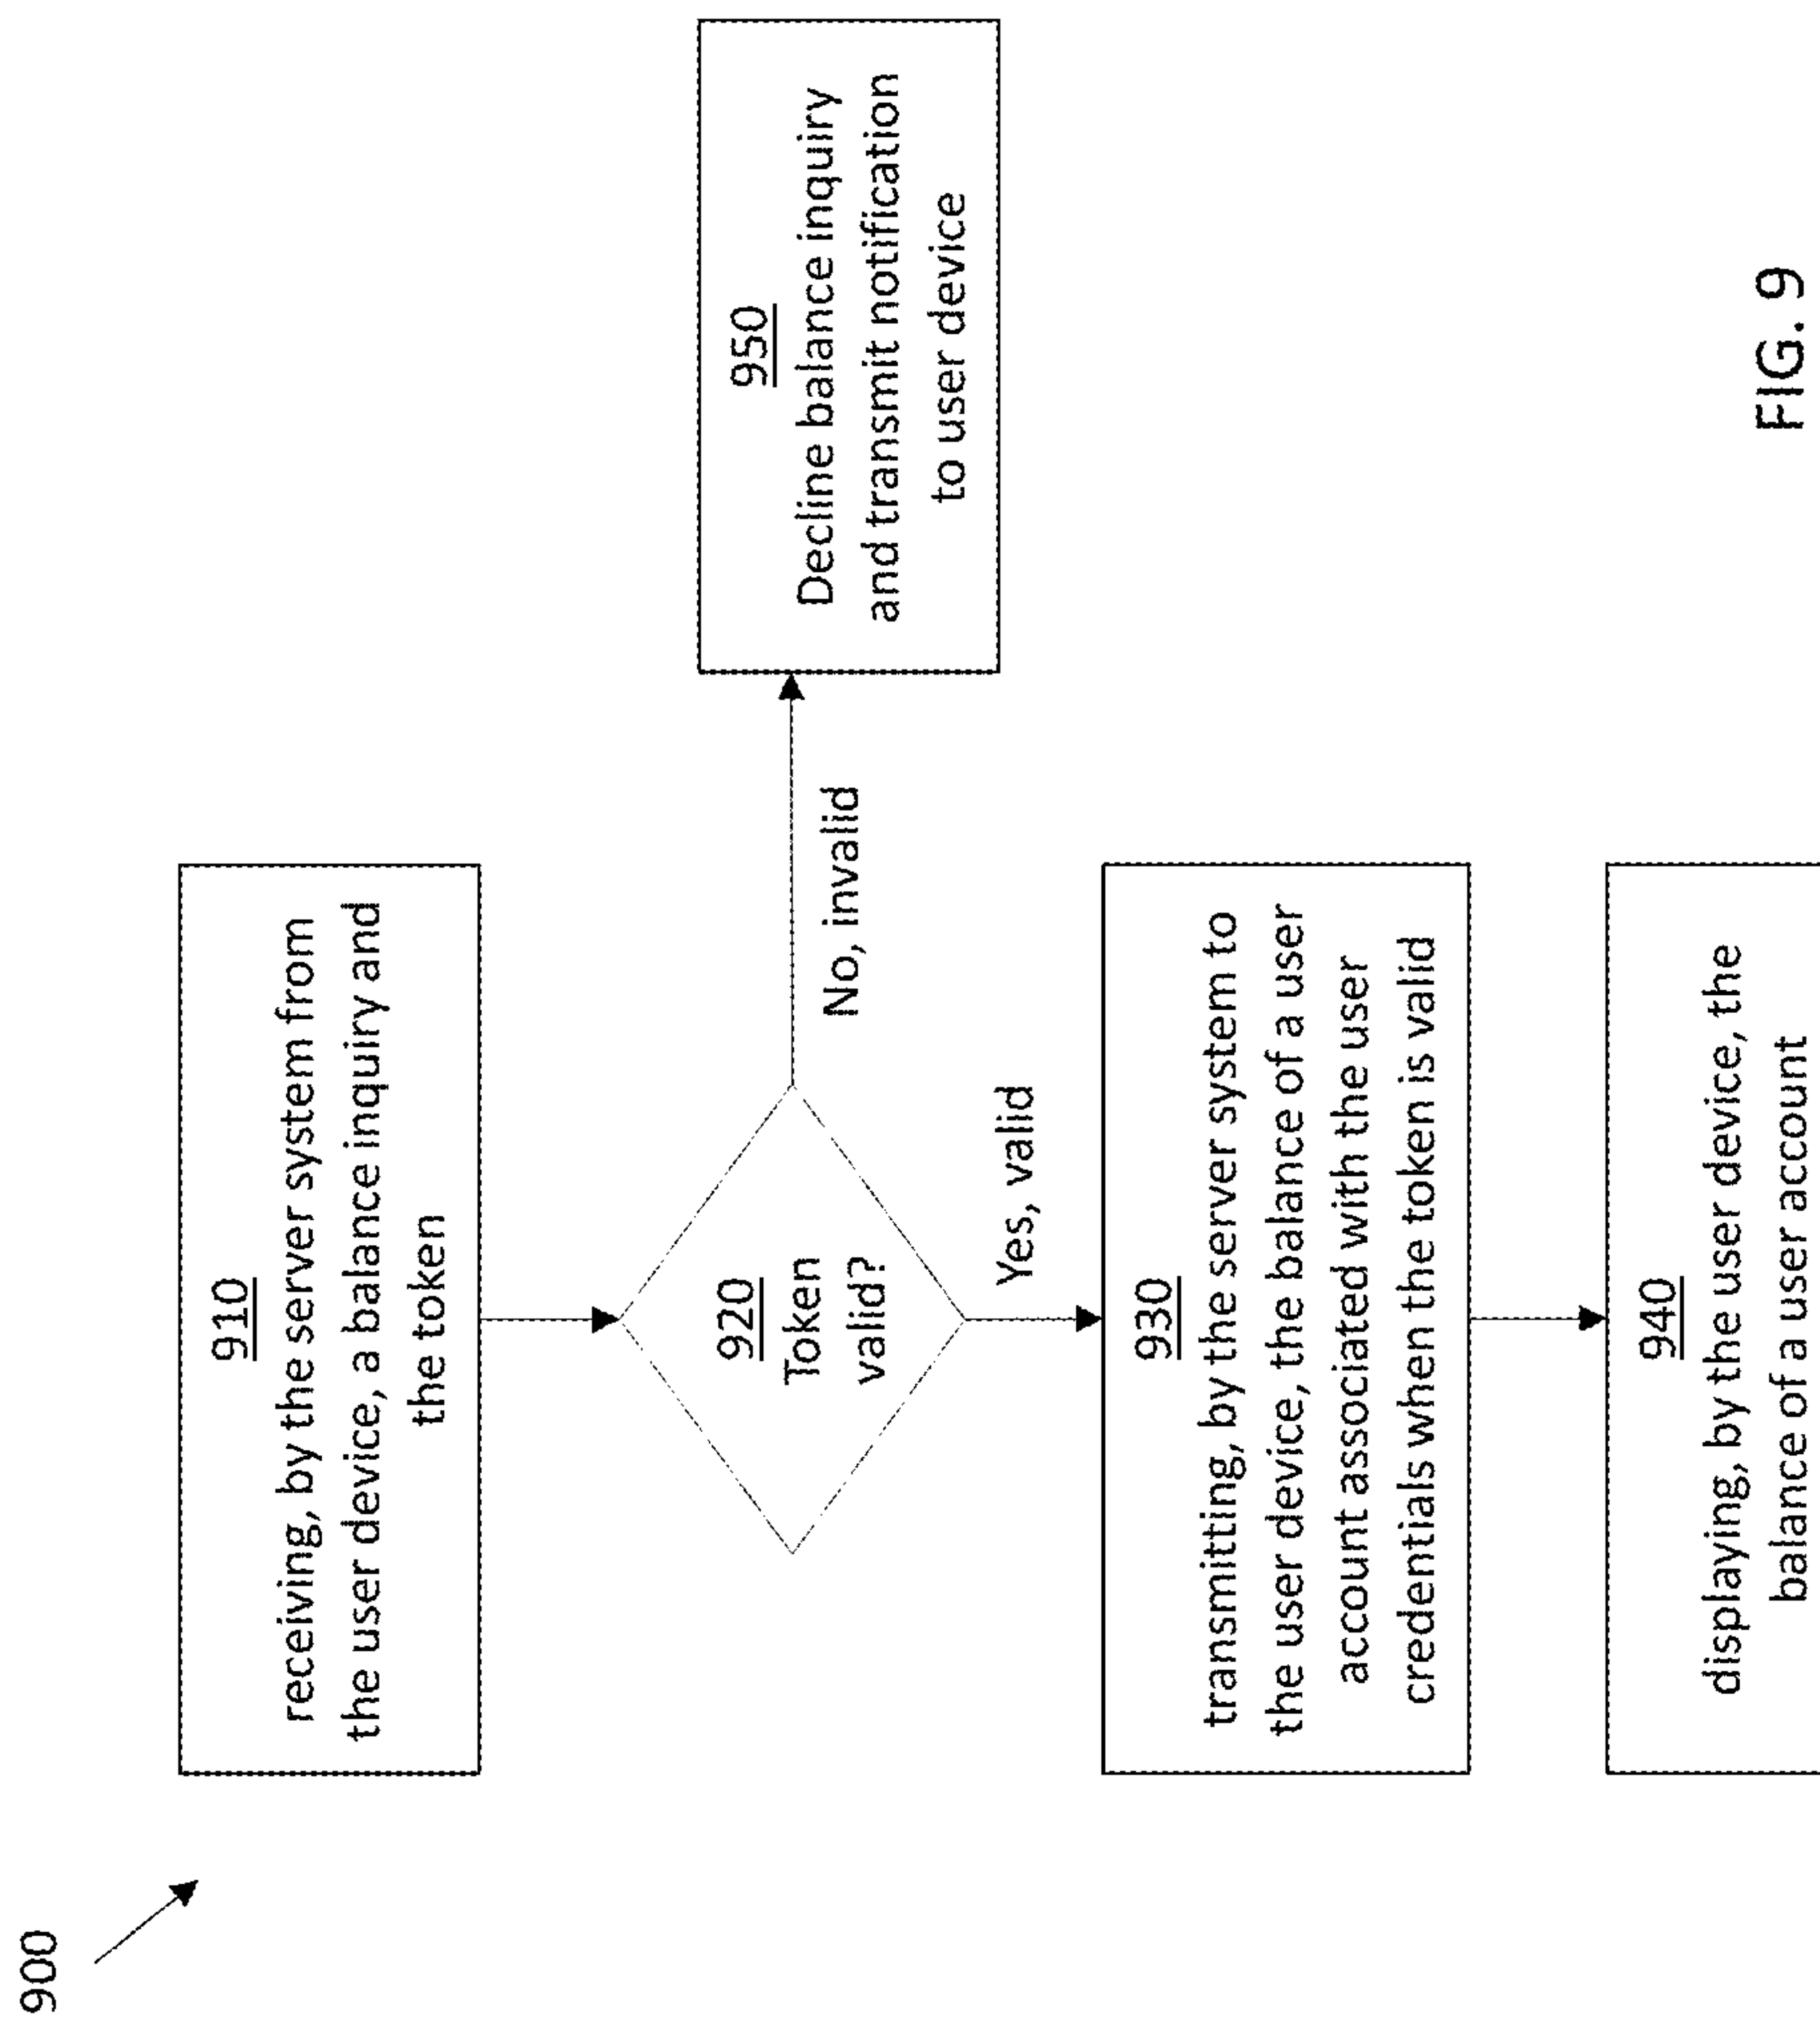 900
910
receiving, by the server system from
the user device, a balance inquiry and
the token
920
Token
valid?
No, invalid
950
Decline balance inquiry
and transmit notification
to user device
Yes, valid
930
transmitting, by the server system to
the user device, the balance of a user
account associated with the user
credentials when the token is valid
940
displaying, by the user device, the
balance of a user account
FIG. 9